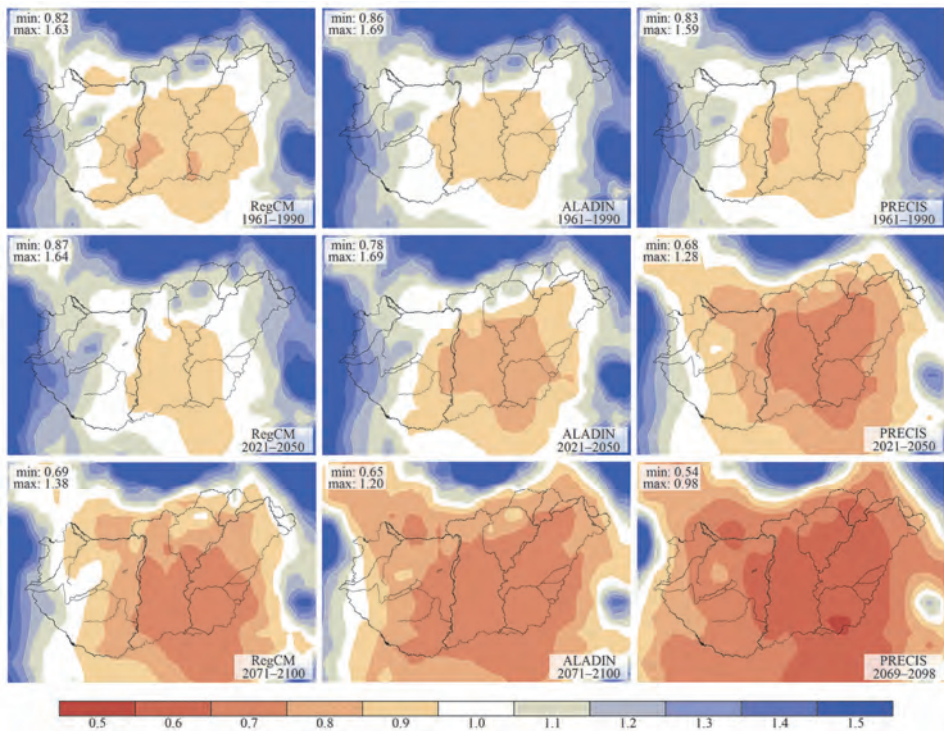 min: 0.82
max: 1.63
RegCM
1961–1990
min: 0.86
max: 1.69
ALADIN
1961–1990
min: 0.83
max: 1.59
PRECIS
1961–1990
min: 0.87
max: 1.64
RegCM
2021–2050
min: 0.78
max: 1.69
ALADIN
2021–2050
min: 0.68
max: 1.28
PRECIS
2021–2050
min: 0.69
max: 1.38
RegCM
2071–2100
min: 0.65
max: 1.20
ALADIN
2071–2100
min: 0.54
max: 0.98
PRECIS
2069–2098
0.5 0.6 0.7 0.8 0.9 1.0 1.1 1.2 1.3 1.4 1.5